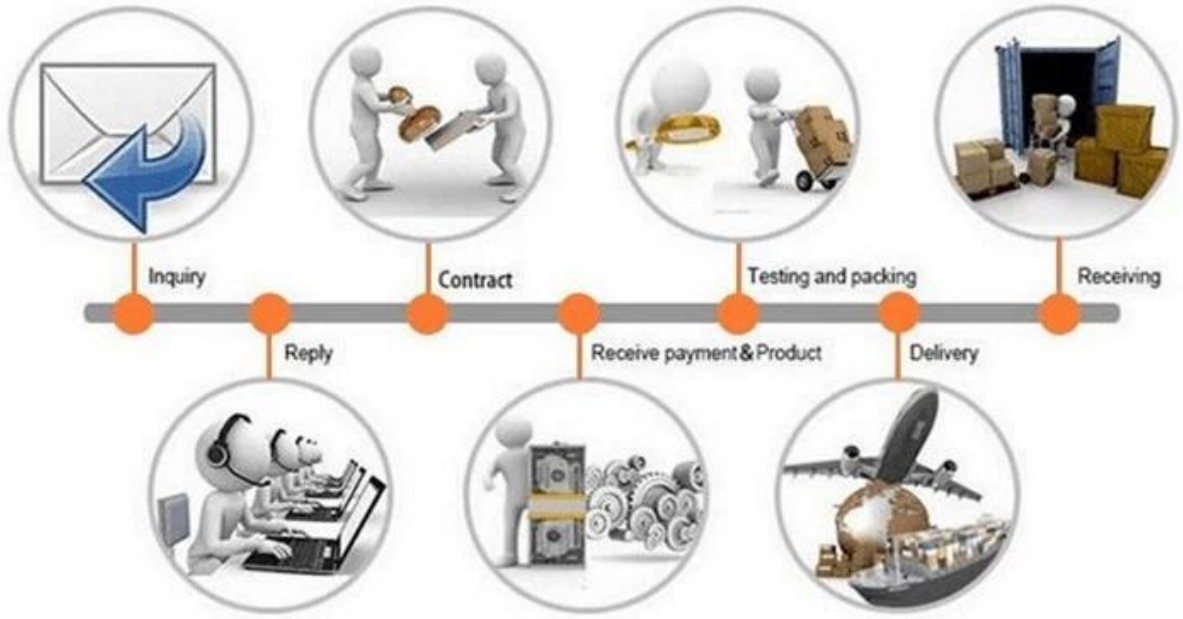 Inquiry
Reply
Contract
Receive payment&Product
Testing and packing
Delivery
Receiving